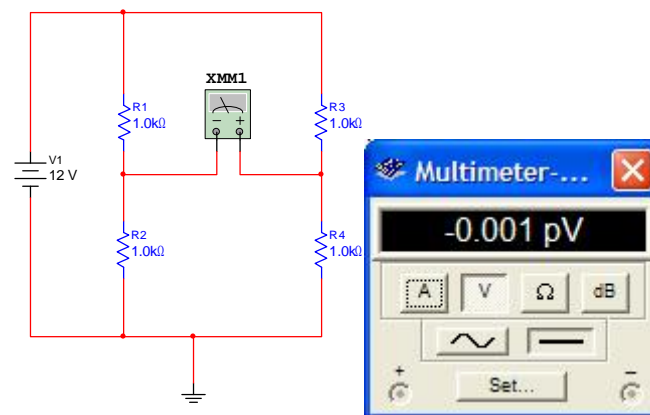 XMM1
R1
1.0kΩ
R3
1.0kΩ
V1
12 V
R2
1.0kΩ
R4
1.0kΩ
Multimeter-...
-0.001 pV
A V Ω dB
+ Set... −